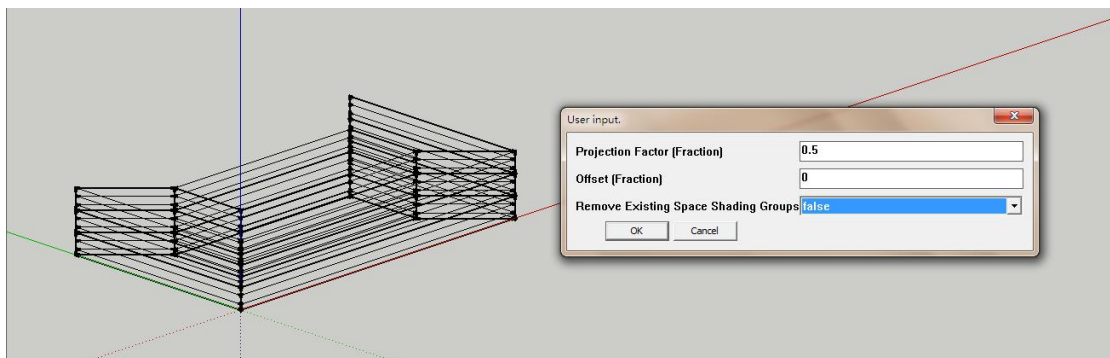 User input.
Projection Factor (Fraction) 0.5
Offset (Fraction) 0
Remove Existing Space Shading Groups false
OK Cancel